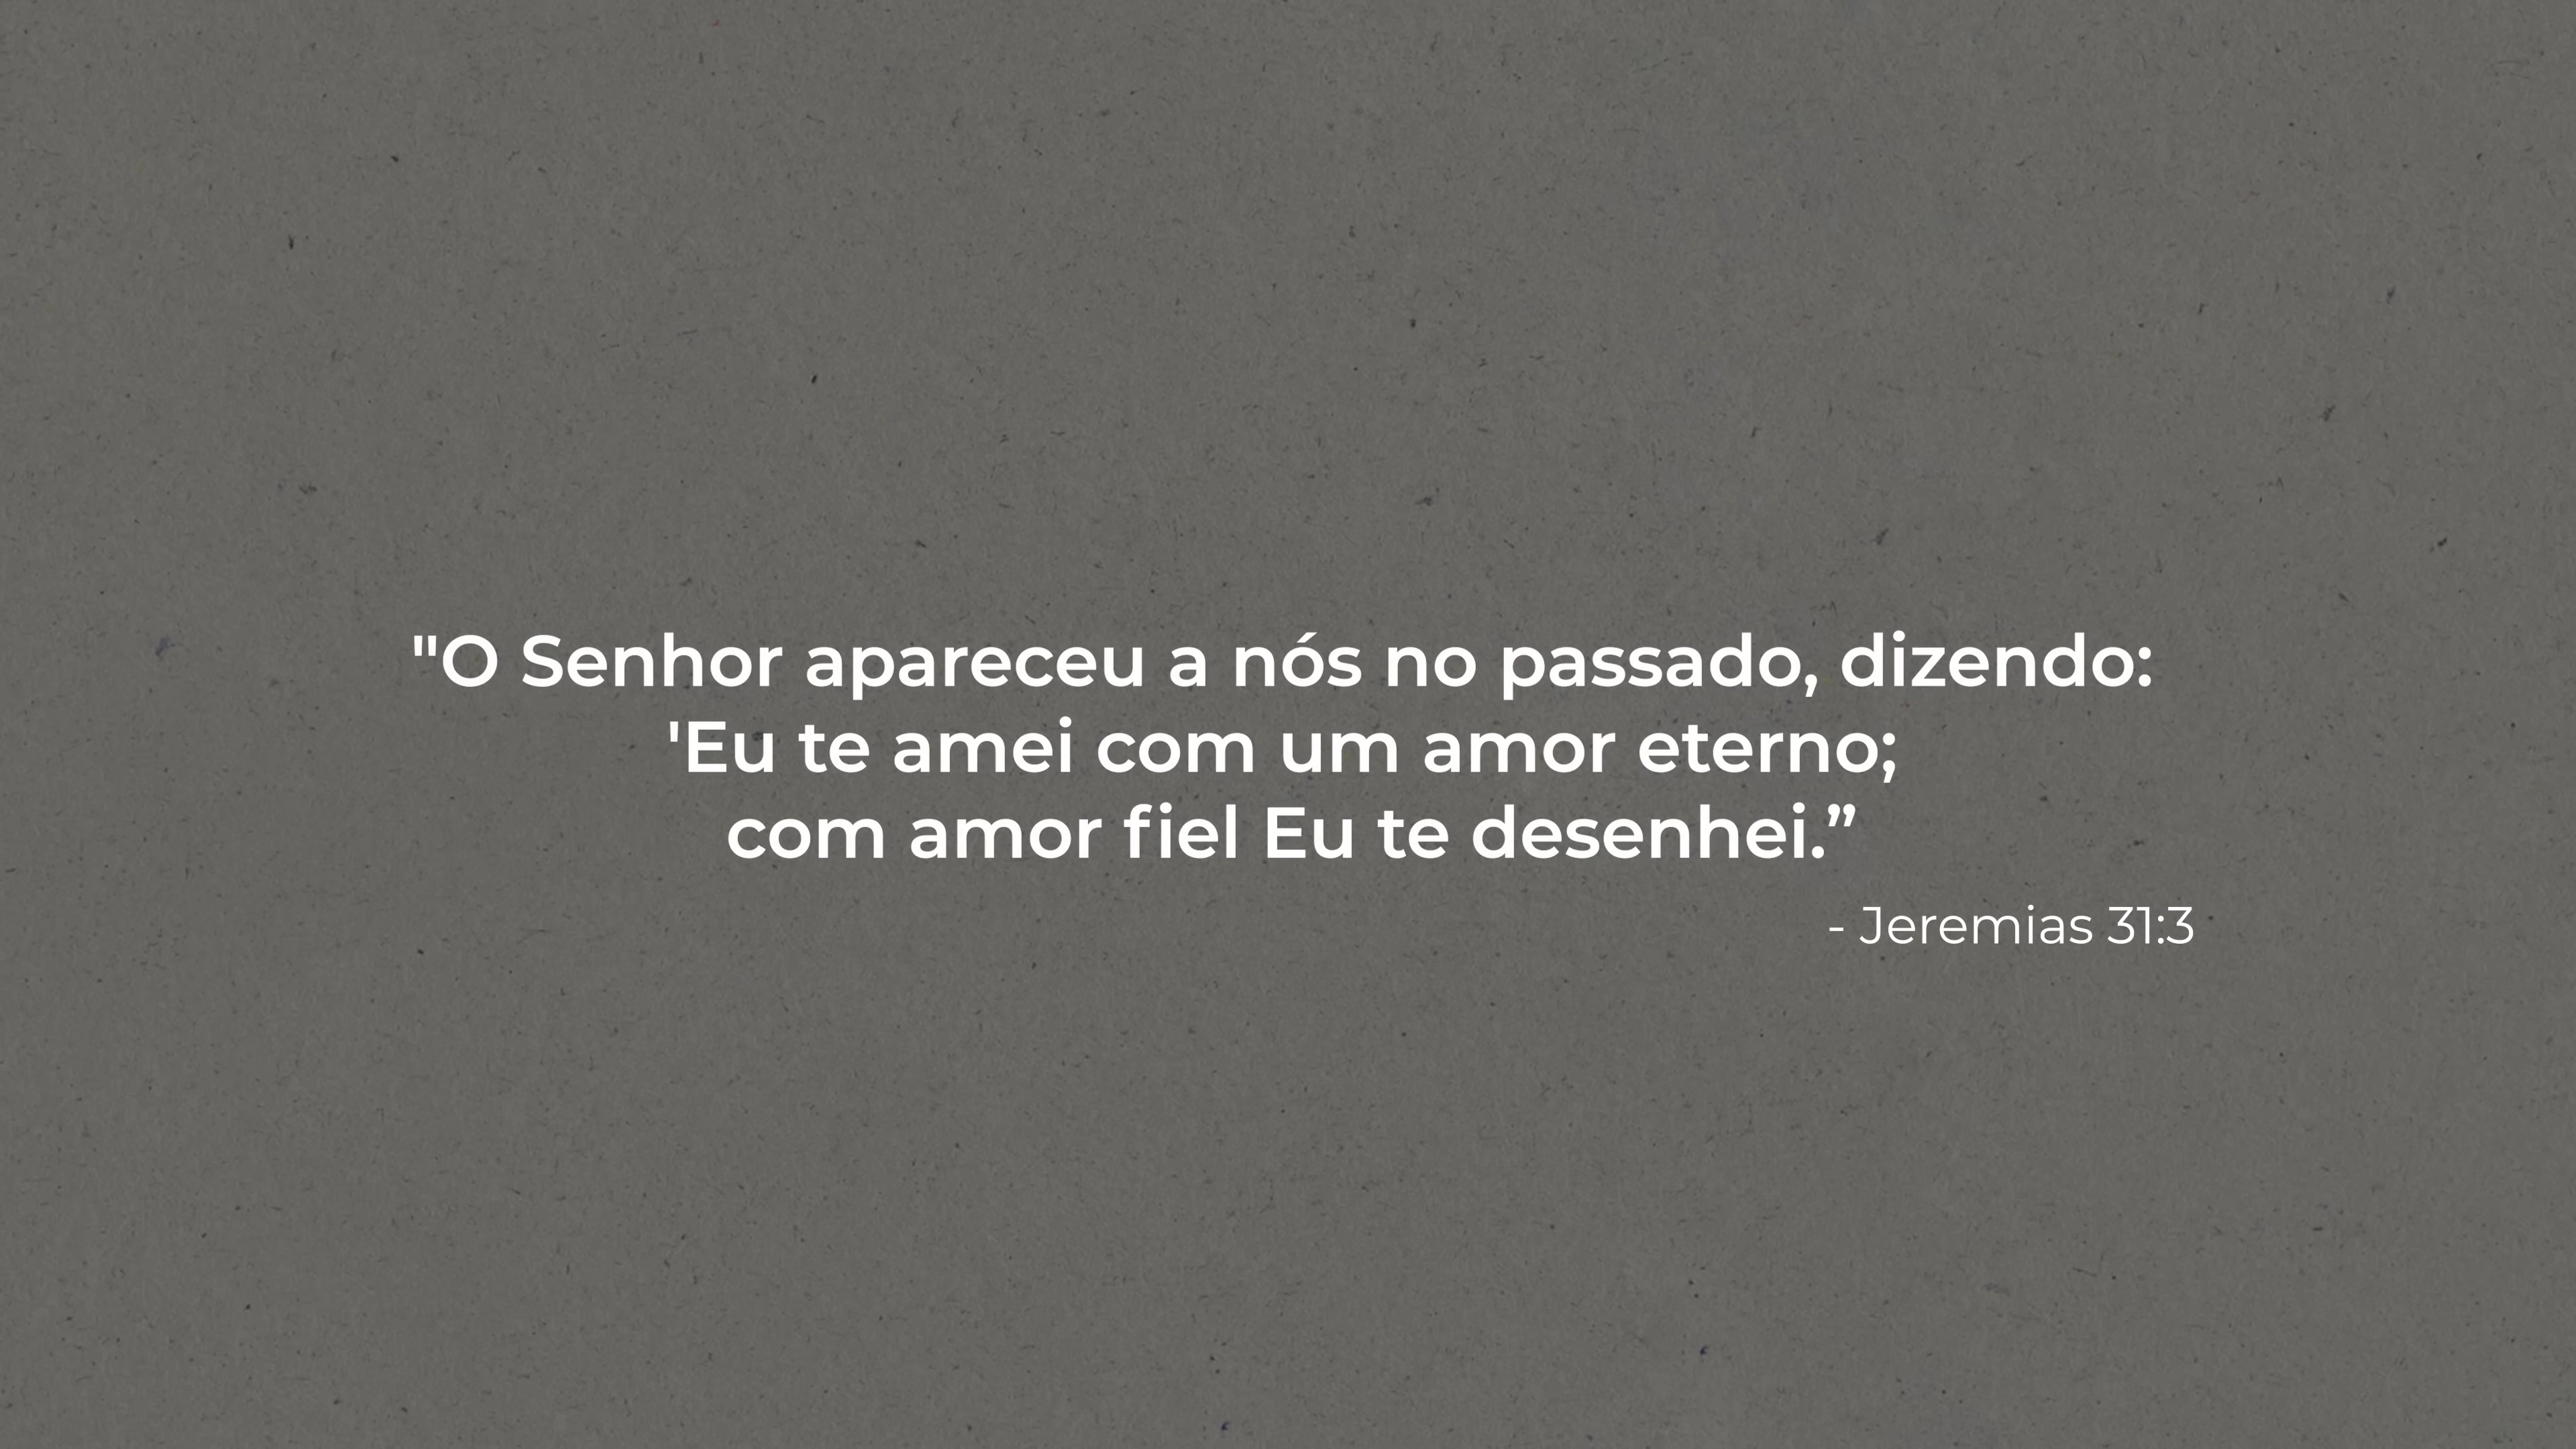 "O Senhor apareceu a nós no passado, dizendo:
'Eu te amei com um amor eterno;
com amor fiel Eu te desenhei.”
- Jeremias 31:3